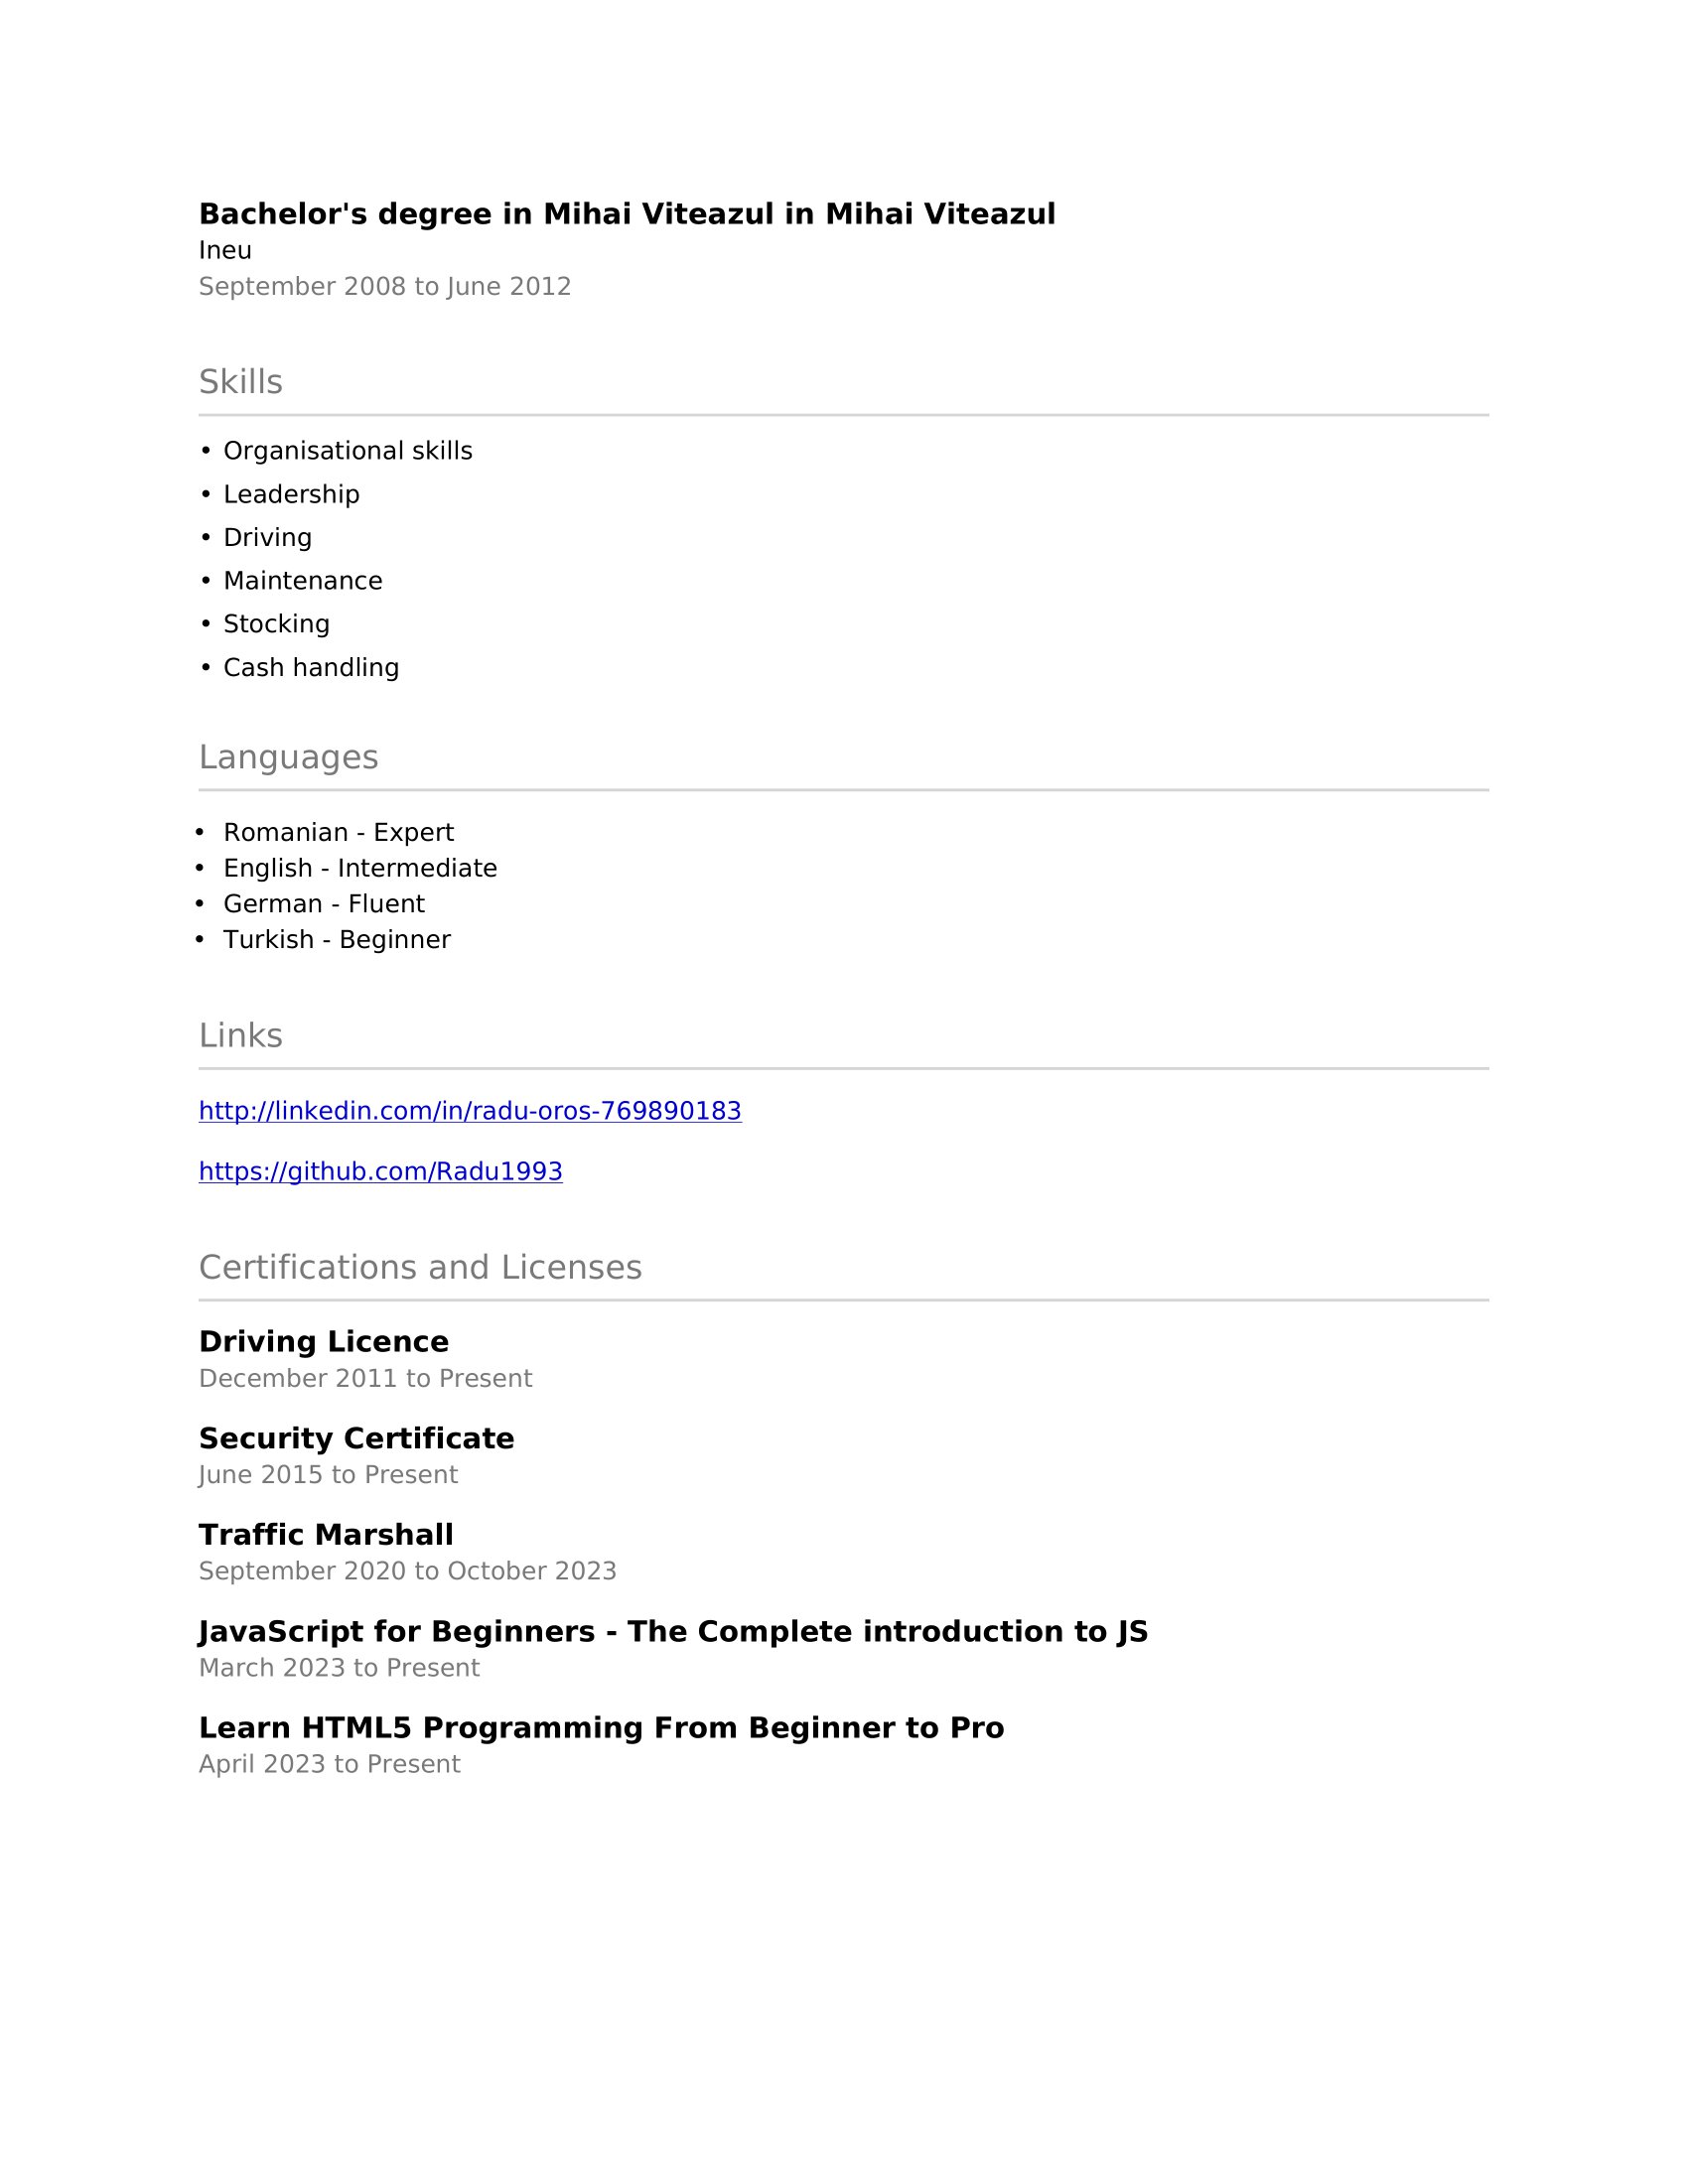 Bachelor's degree in Mihai Viteazul in Mihai Viteazul
Ineu
September 2008 to June 2012
Skills
• Organisational skills
• Leadership
• Driving
• Maintenance
• Stocking
• Cash handling
Languages
• Romanian - Expert
• English - Intermediate
• German - Fluent
• Turkish - Beginner
Links
http://linkedin.com/in/radu-oros-769890183
https://github.com/Radu1993
Certifications and Licenses
Driving Licence
December 2011 to Present
Security Certificate
June 2015 to Present
Traffic Marshall
September 2020 to October 2023
JavaScript for Beginners - The Complete introduction to JS
March 2023 to Present
Learn HTML5 Programming From Beginner to Pro
April 2023 to Present